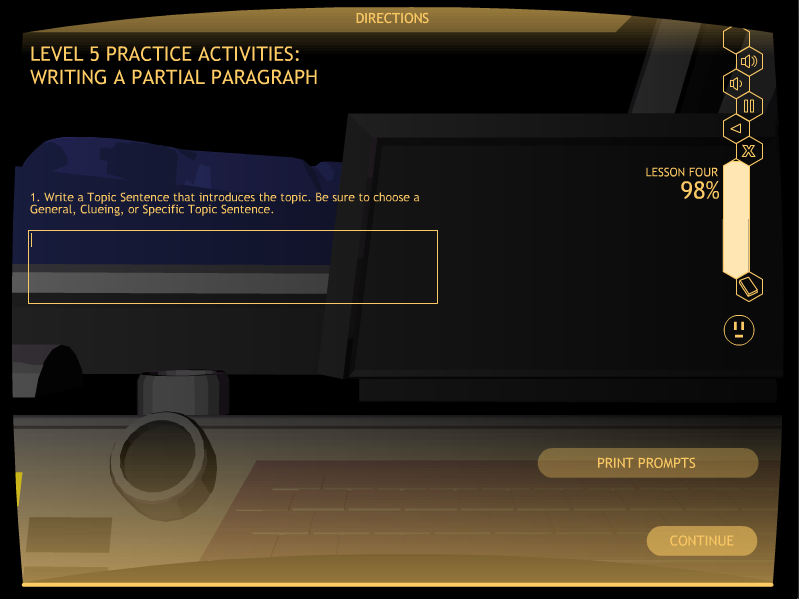 DIRECTIONS
LEVEL 5 PRACTICE ACTIVITIES:
WRITING A PARTIAL PARAGRAPH
LESSON FOUR
98%
1. Write a Topic Sentence that introduces the topic. Be sure to choose a
General, Clueing, or Specific Topic Sentence.
PRINT PROMPTS
CONTINUE